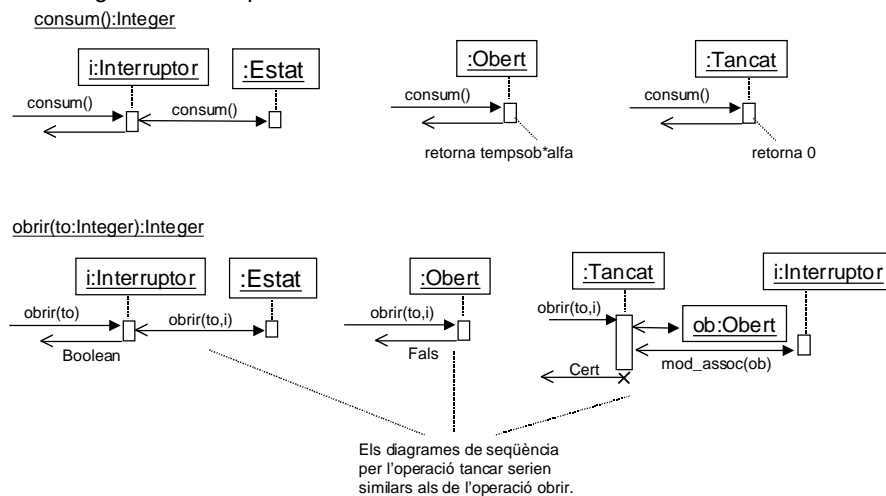 consum():Integer
i:Interruptor
:Estat
:Obert
:Tancat
consum()
consum()
consum()
consum()
retorna tempsob*alfa
retorna 0
obrir(to:Integer):Integer
i:Interruptor
:Estat
:Obert
:Tancat
i:Interruptor
obrir(to)
obrir(to,i)
obrir(to,i)
obrir(to,i)
ob:Obert
Boolean
Fals
mod_assoc(ob)
Cert
Els diagrames de seqüència
per l'operació tancar serien
similars als de l'operació obrir.